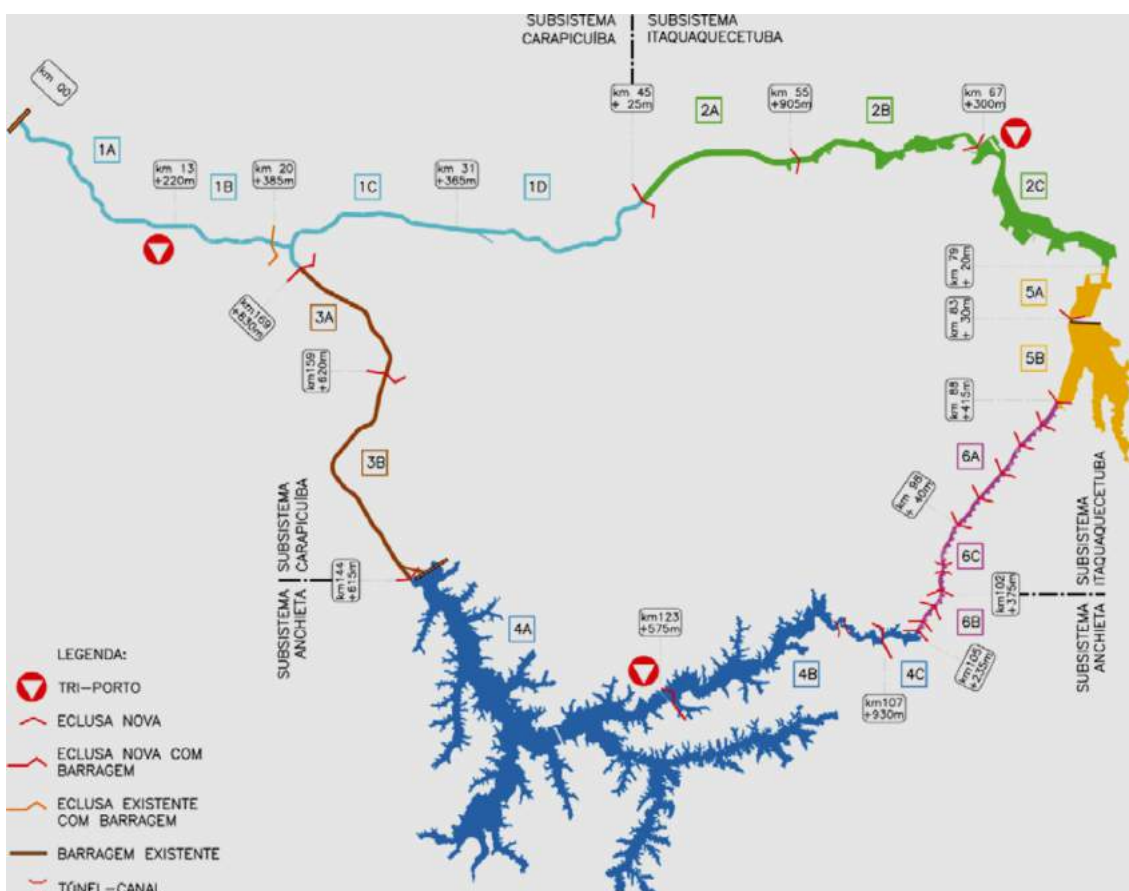 SUBSISTEMA
CARAPICUÍBA
SUBSISTEMA
ITAQUAQUECETUBA
km 00
km 45
+ 25m
2A
km 55
+905m
2B
km 67
+300m
1A
km 13
+220m
1B
km 20
+385m
1C
km 31
+365m
1D
2C
km 79
+ 20m
5A
km 83
+ 30m
5B
km 88
+415m
km169
+830m
3A
km159
+620m
3B
6A
km 98
+ 40m
6C
km102
+375m
6B
km105
+235m
SUBSISTEMA
CARAPICUÍBA
SUBSISTEMA
ANCHIETA
km144
+615m
SUBSISTEMA
ITAQUAQUECETUBA
SUBSISTEMA
ANCHIETA
4A
km123
+575m
4B
4C
km107
+930m
LEGENDA:
TRI-PORTO
ECLUSA NOVA
ECLUSA NOVA COM
BARRAGEM
ECLUSA EXISTENTE
COM BARRAGEM
BARRAGEM EXISTENTE
TÚNEL-CANAL